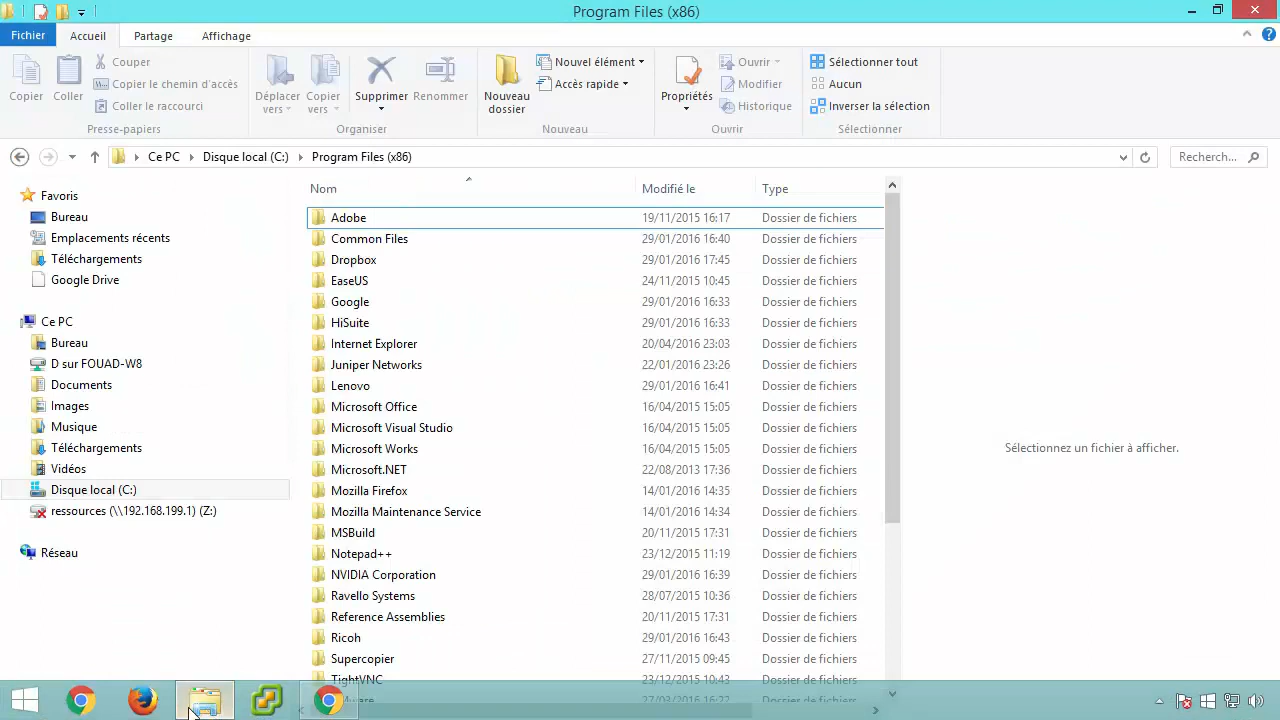 Program Files (x86)
Fichier Accueil Partage Affichage
Copier
Coller
Couper
Copier le chemin d'accès
Coller le raccourci
Presse-papiers
Déplacer vers
Copier vers
Supprimer
Renommer
Organiser
Nouveau dossier
Nouvel élément
Accès rapide
Nouveau
Propriétés
Ouvrir
Modifier
Historique
Ouvrir
Sélectionner tout
Aucun
Inverser la sélection
Sélectionner
Ce PC Disque local (C:) Program Files (x86)
Recherch...
Favoris
Bureau
Emplacements récents
Téléchargements
Google Drive
Ce PC
Bureau
D sur FOUAD-W8
Documents
Images
Musique
Téléchargements
Vidéos
Disque local (C:)
ressources (\\192.168.199.1) (Z:)
Réseau
Nom Modifié le Type
Adobe 19/11/2015 16:17 Dossier de fichiers
Common Files 29/01/2016 16:40 Dossier de fichiers
Dropbox 29/01/2016 17:45 Dossier de fichiers
EaseUS 24/11/2015 10:45 Dossier de fichiers
Google 29/01/2016 16:33 Dossier de fichiers
HiSuite 29/01/2016 16:33 Dossier de fichiers
Internet Explorer 20/04/2016 23:03 Dossier de fichiers
Juniper Networks 22/01/2016 23:26 Dossier de fichiers
Lenovo 29/01/2016 16:41 Dossier de fichiers
Microsoft Office 16/04/2015 15:05 Dossier de fichiers
Microsoft Visual Studio 16/04/2015 15:05 Dossier de fichiers
Microsoft Works 16/04/2015 15:05 Dossier de fichiers
Microsoft.NET 22/08/2013 17:36 Dossier de fichiers
Mozilla Firefox 14/01/2016 14:35 Dossier de fichiers
Mozilla Maintenance Service 14/01/2016 14:34 Dossier de fichiers
MSBuild 20/11/2015 17:31 Dossier de fichiers
Notepad++ 23/12/2015 11:19 Dossier de fichiers
NVIDIA Corporation 29/01/2016 16:39 Dossier de fichiers
Ravello Systems 28/07/2015 10:36 Dossier de fichiers
Reference Assemblies 20/11/2015 17:31 Dossier de fichiers
Ricoh 29/01/2016 16:43 Dossier de fichiers
Supercopier 27/11/2015 09:45 Dossier de fichiers
TightVNC 23/12/2015 10:43 Dossier de fichiers
27/03/2016 16:22 Dossier de fichiers
Sélectionnez un fichier à afficher.